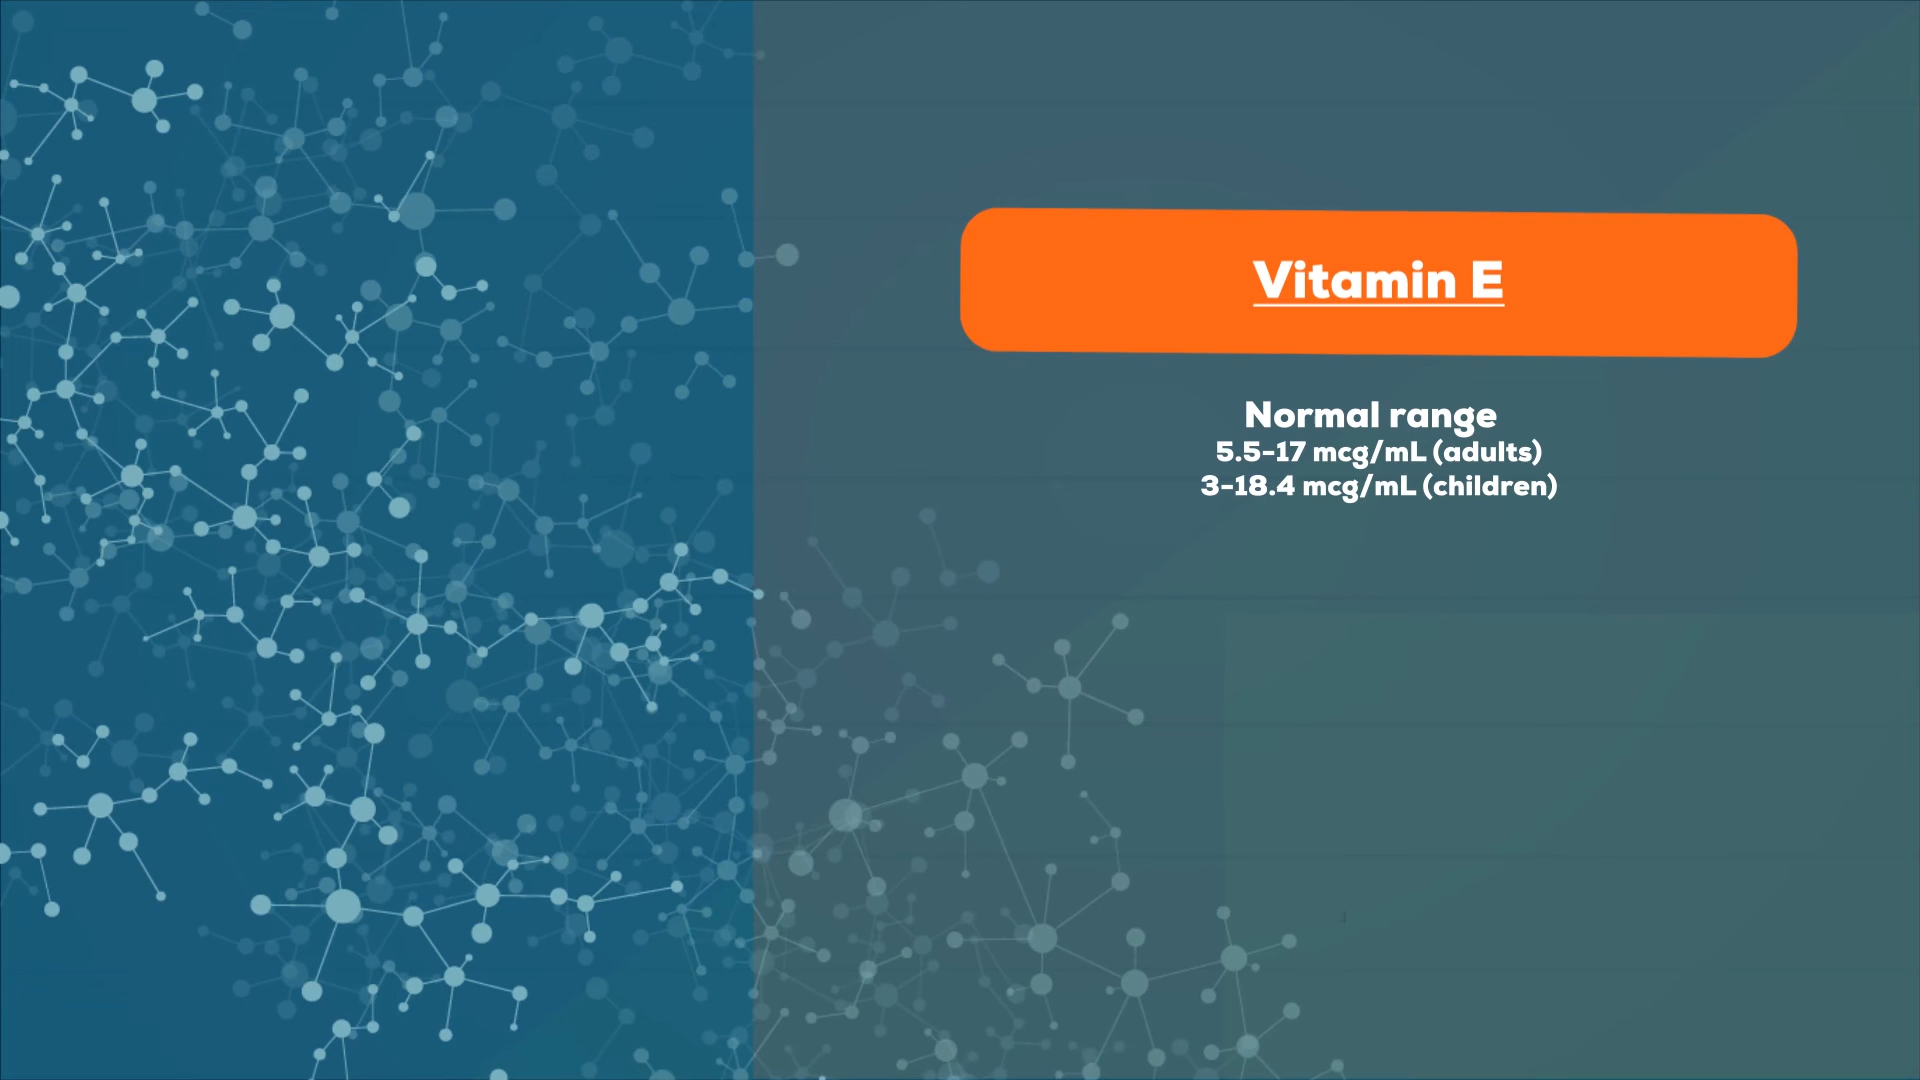 Vitamin E
Normal range
5.5-17 mcg/mL (adults)
3-18.4 mcg/mL (children)